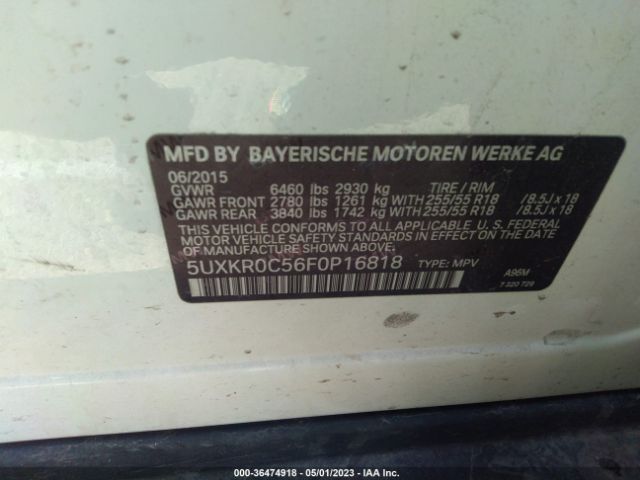 MFD BY BAYERISCHE MOTOREN WERKE AG
06/2015
GVWR 6460 lbs 2930 kg TIRE / RIM
GAWR FRONT 2780 lbs 1261 kg WITH 255/55 R18 /8.5J x 18
GAWR REAR 3840 lbs 1742 kg WITH 255/55 R18 /8.5J x 18
THIS VEHICLE CONFORMS TO ALL APPLICABLE U.S. FEDERAL
MOTOR VEHICLE SAFETY STANDARDS IN EFFECT ON THE DATE
OF MANUFACTURE SHOWN ABOVE.
5UXKR0C56F0P16818 TYPE: MPV
A96M
7 320 729
000-36474918 - 05/01/2023 - IAA Inc.